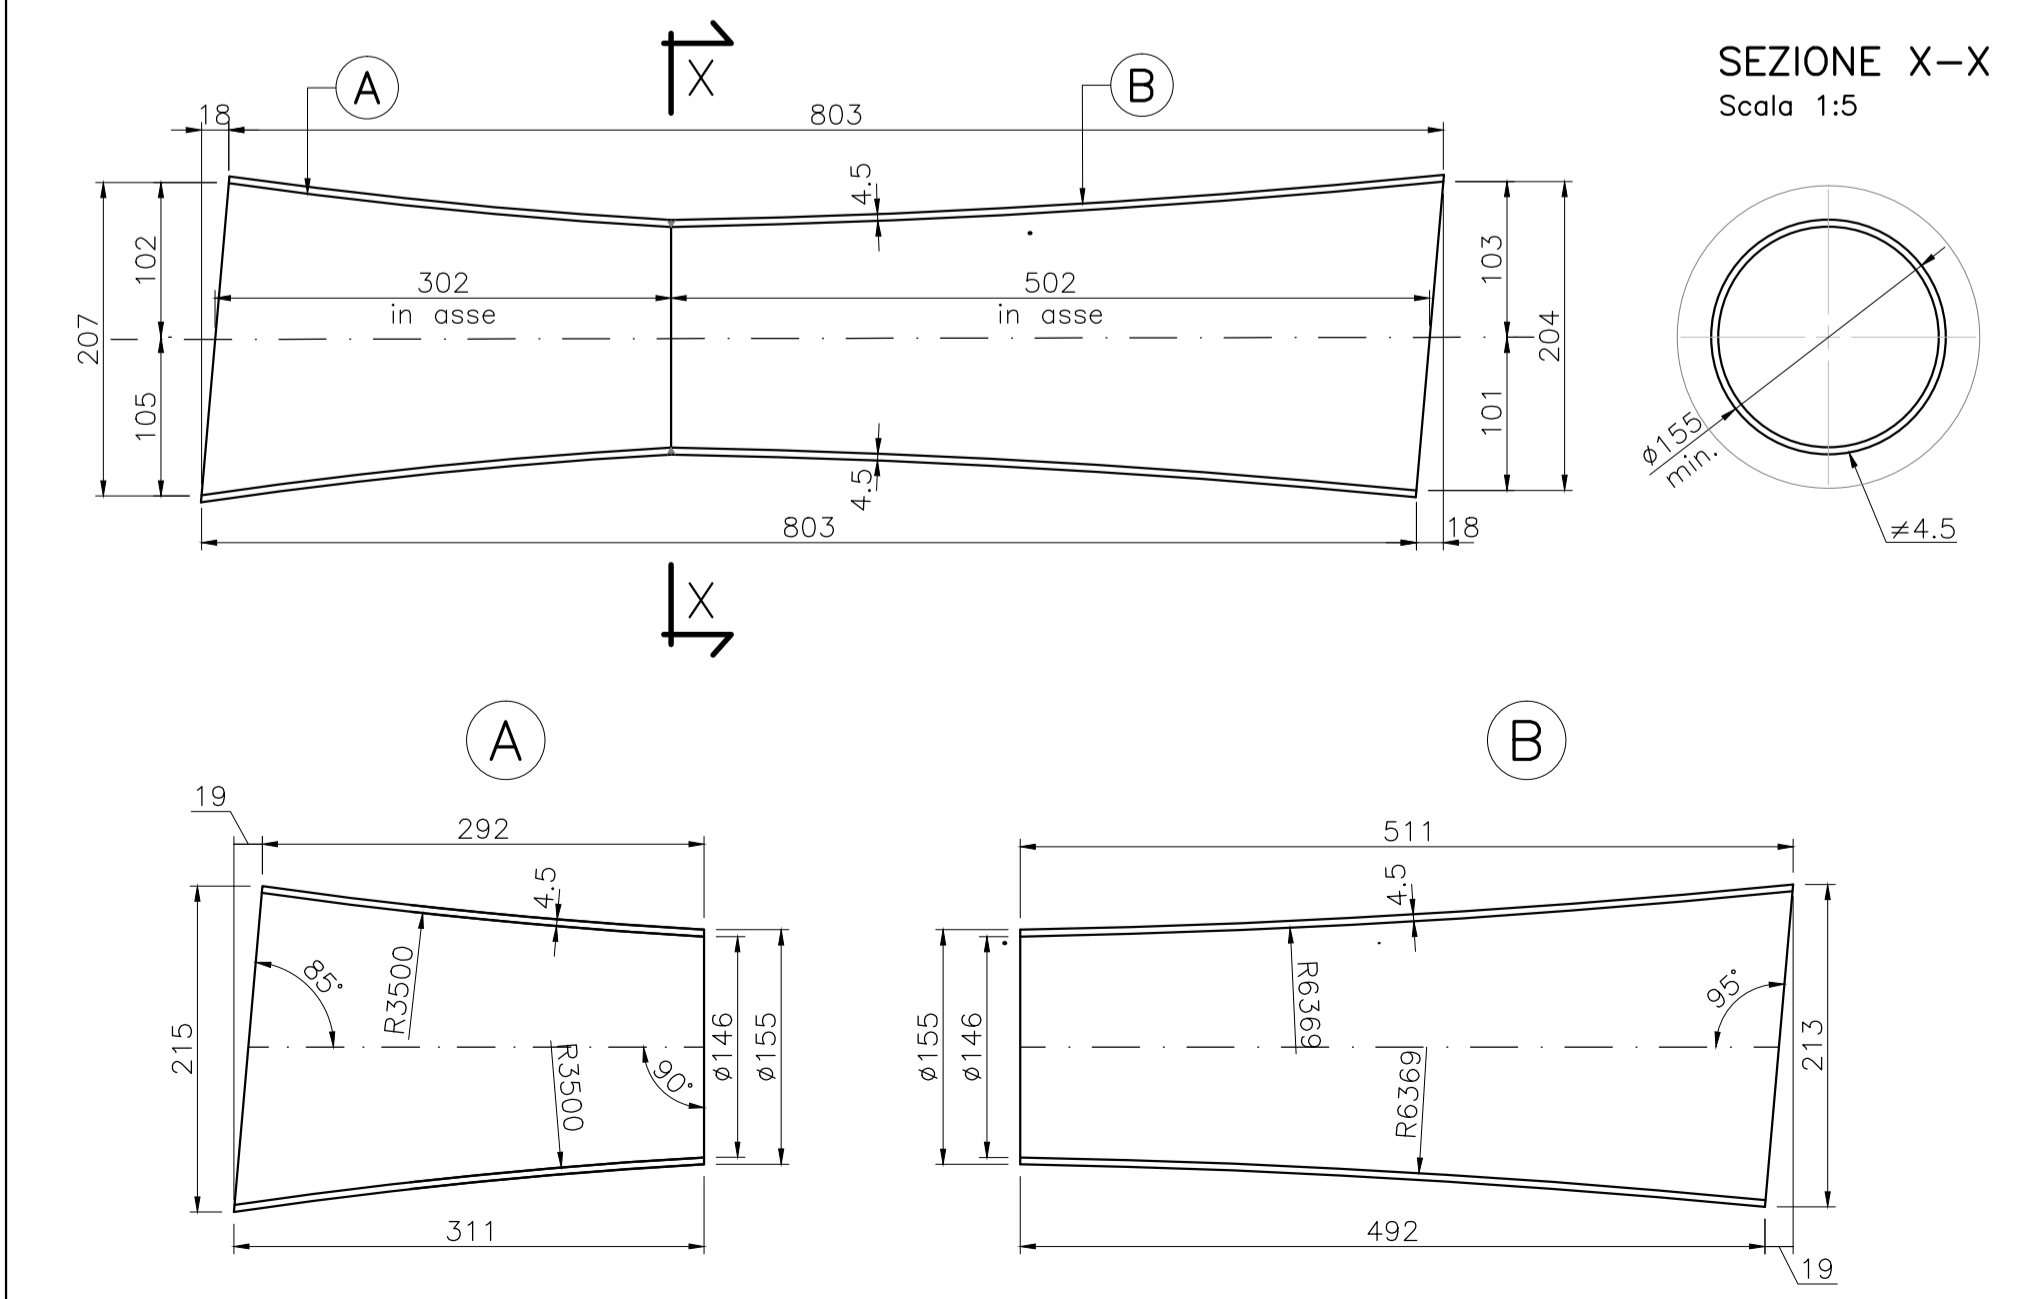 SEZIONE X-X
Scala 1:5
A
X
B
18
803
4.5
102
103
302
in asse
502
in asse
207
204
105
101
4.5
803
18
ø155
min.
≠4.5
X
A
B
19
292
511
4.5
4.5
85°
R3500
R6369
95°
215
ø146
ø155
ø155
ø146
213
R3500
90°
R6369
311
492
19